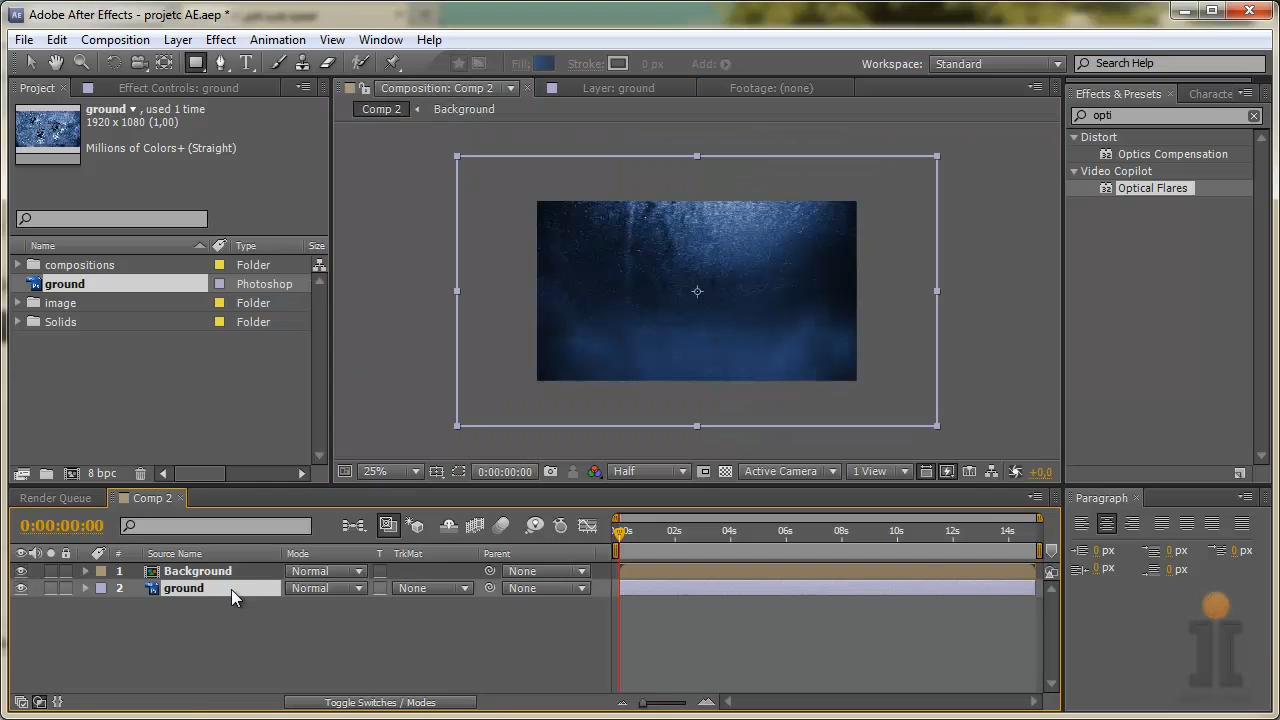 Adobe After Effects - projetc AE.aep *
File Edit Composition Layer Effect Animation View Window Help
Fill: Stroke: 0 px Add: Workspace: Standard Search Help
Project Effect Controls: ground Composition: Comp 2 Layer: ground Footage: (none) Effects & Presets Characte
ground , used 1 time
1920 x 1080 (1,00)
Millions of Colors+ (Straight)
Comp 2 Background
opti
Distort
Optics Compensation
Video Copilot
Optical Flares
Name Type Size
compositions Folder
ground Photoshop
image Folder
Solids Folder
8 bpc 25% 0:00:00:00 Half Active Camera 1 View +0,0
Render Queue Comp 2 Paragraph
0:00:00:00
02s 04s 06s 08s 10s 12s 14s
# Source Name Mode T TrkMat Parent
1 Background Normal None
2 ground Normal None None
0 px 0 px 0 px
0 px 0 px
Toggle Switches / Modes